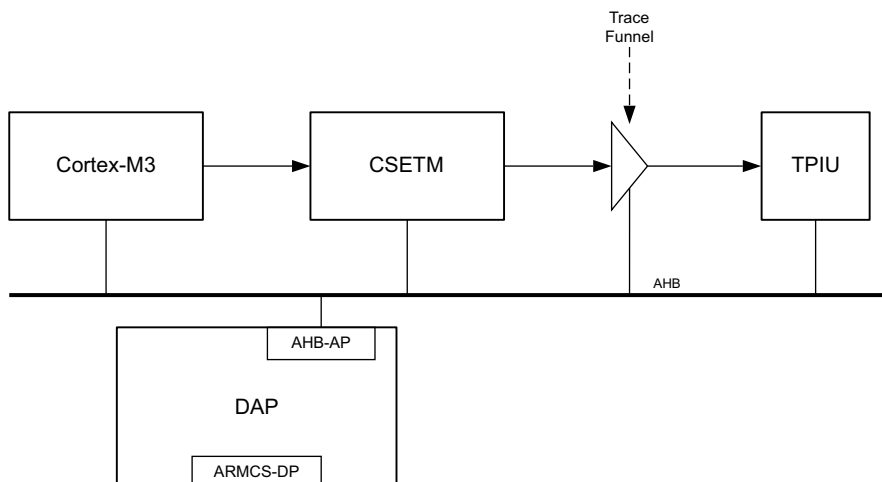 Trace
Funnel
Cortex-M3
CSETM
TPIU
AHB
AHB-AP
DAP
ARMCS-DP